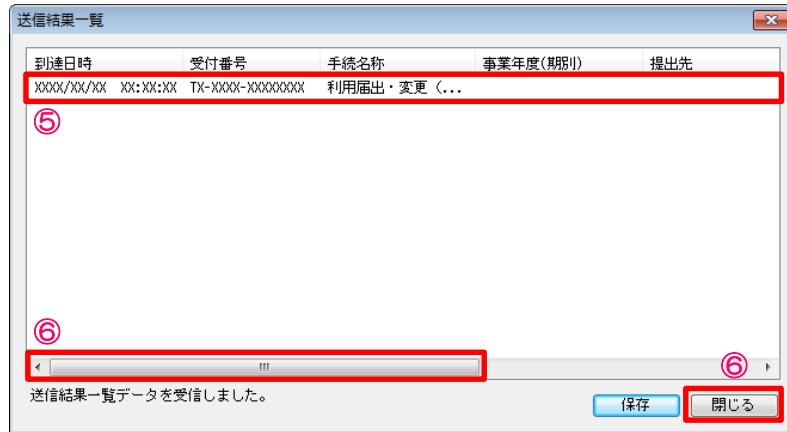 送信結果一覧
到達日時 受付番号 手続名称 事業年度(期別) 提出先
XXXX/XX/XX XX:XX:XX TX-XXXX-XXXXXXXX 利用届出・変更（...
⑤
⑥
⑥
送信結果一覧データを受信しました。
保存 閉じる